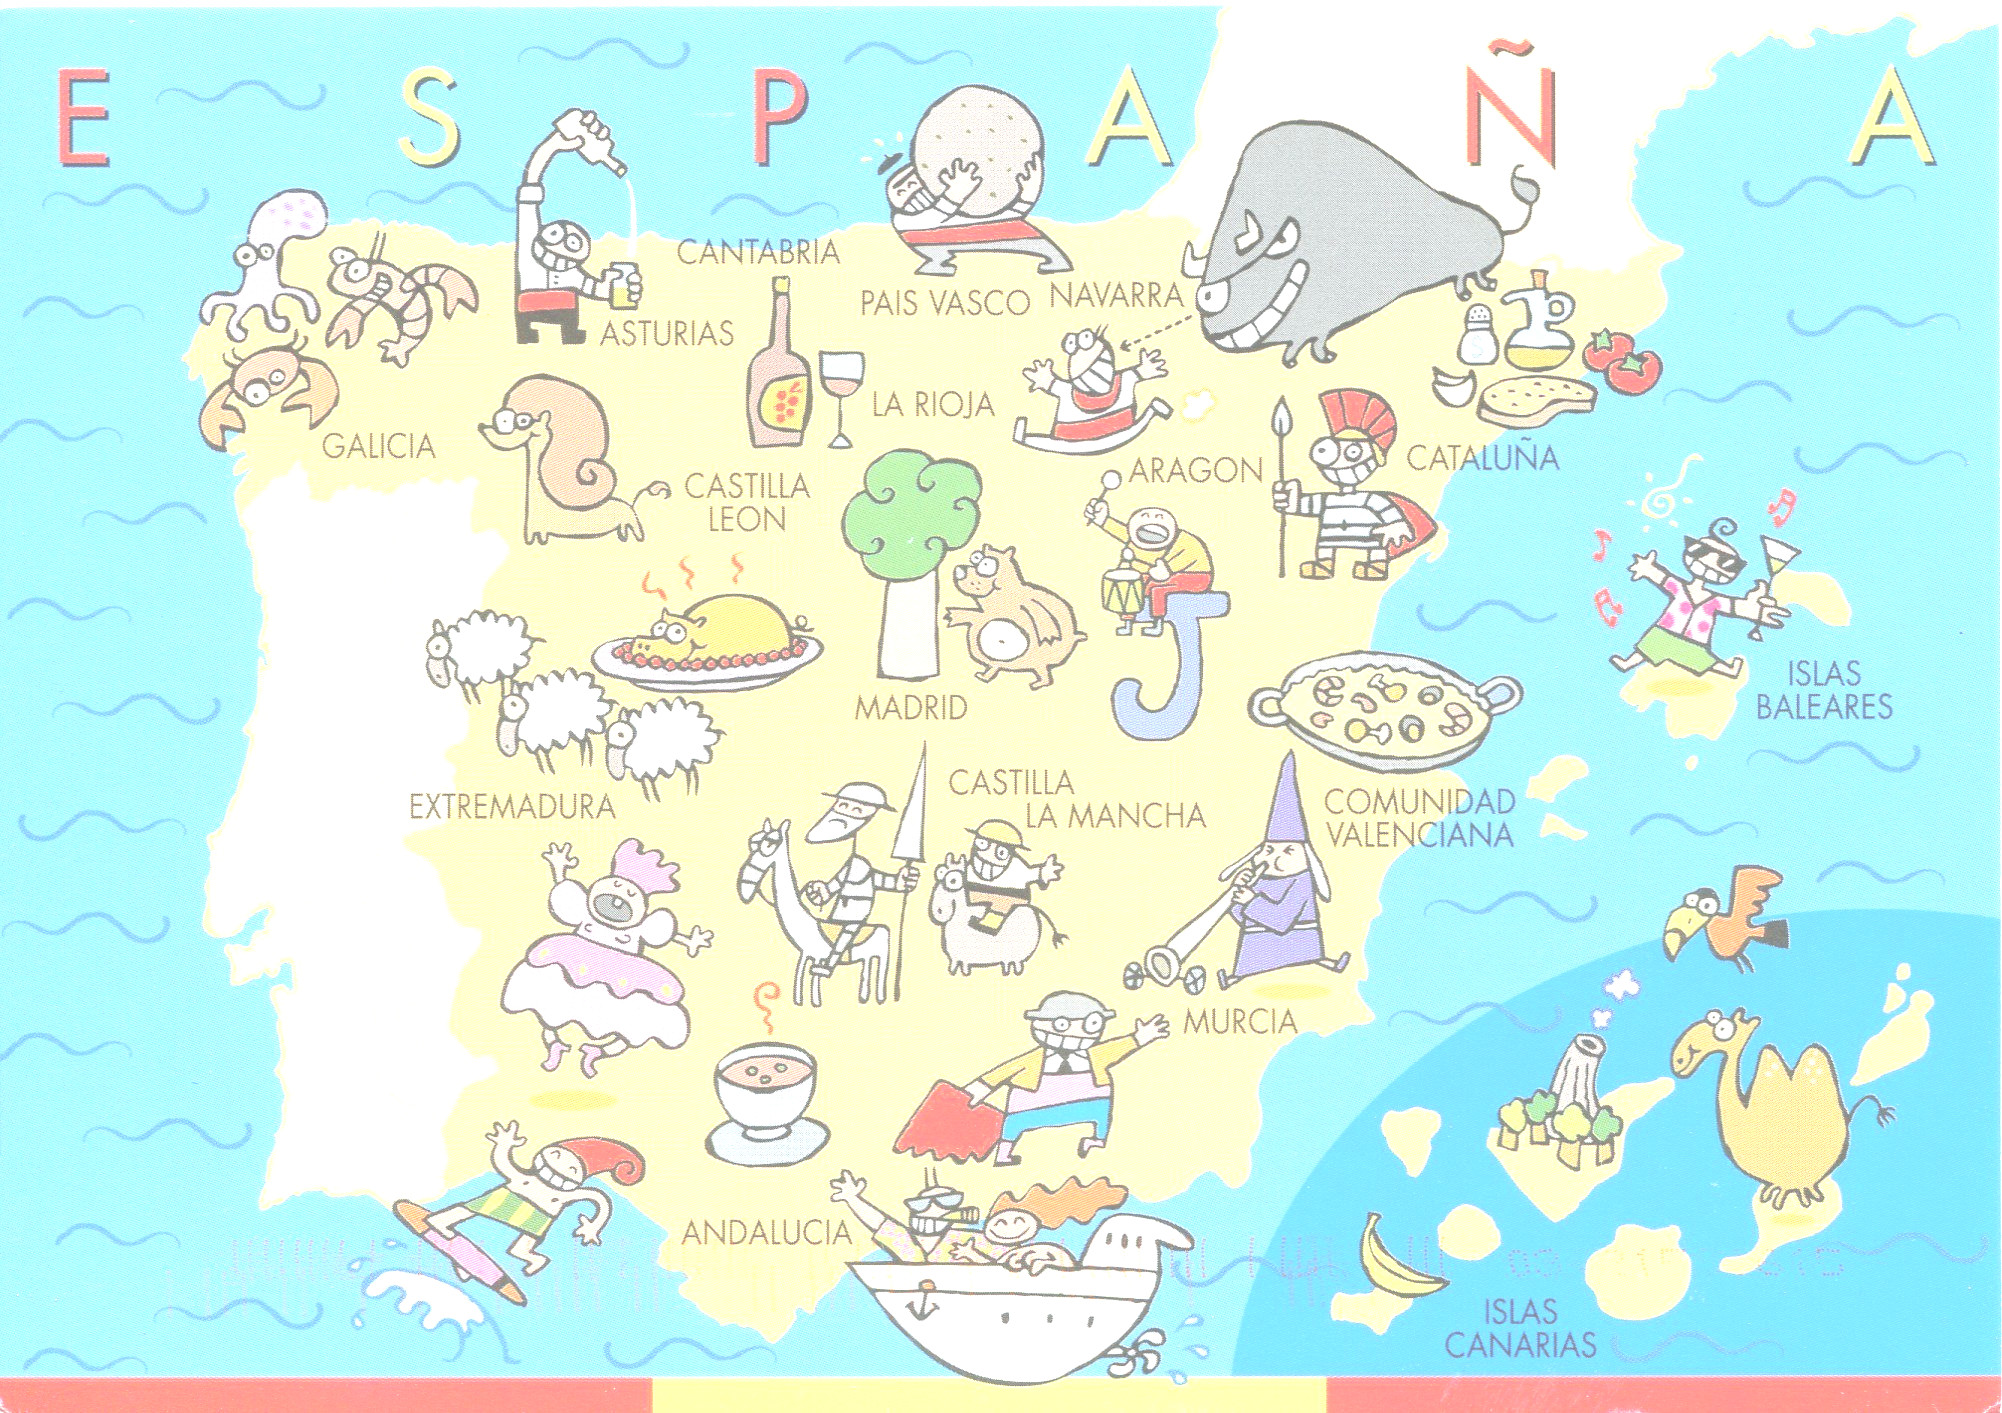 ESPAÑA
CANTABRIA
PAIS VASCO
NAVARRA
ASTURIAS
LA RIOJA
GALICIA
CATALUÑA
ARAGON
CASTILLA
LEON
ISLAS
BALEARES
MADRID
EXTREMADURA
CASTILLA
LA MANCHA
COMUNIDAD
VALENCIANA
MURCIA
ANDALUCIA
ISLAS
CANARIAS
J
S